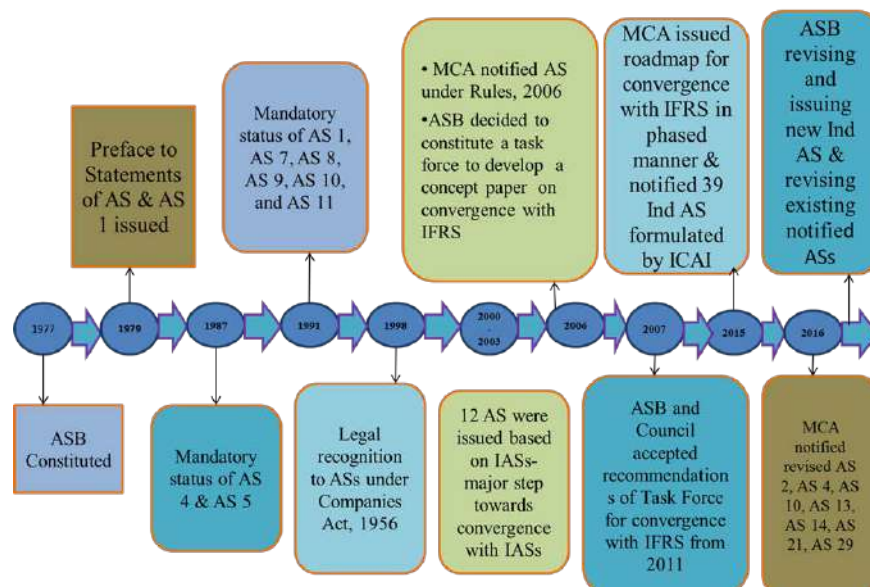 Preface to
Statements
of AS & AS
1 issued
Mandatory
status of AS 1,
AS 7, AS 8,
AS 9, AS 10,
and AS 11
• MCA notified AS
under Rules, 2006
•ASB decided to
constitute a task
force to develop a
concept paper on
convergence with
IFRS
MCA issued
roadmap for
convergence
with IFRS in
phased
manner &
notified 39
Ind AS
formulated
by ICAI
ASB
revising
and
issuing
new Ind
AS &
revising
existing
notified
ASs
1977
1979
1987
1991
1998
2000
-
2003
2006
2007
2015
2016
ASB
Constituted
Mandatory
status of AS
4 & AS 5
Legal
recognition
to ASs under
Companies
Act, 1956
12 AS were
issued based
on IASs-
major step
towards
convergence
with IASs
ASB and
Council
accepted
recommendation
s of Task Force
for convergence
with IFRS from
2011
MCA
notified
revised AS
2, AS 4, AS
10, AS 13,
AS 14, AS
21, AS 29